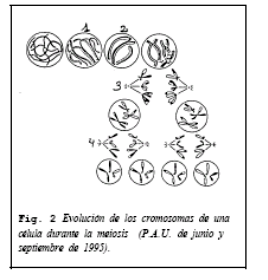 1 2
3
4
Fig. 2 Evolución de los cromosomas de una
célula durante la meiosis (P.A.U. de junio y
septiembre de 1995).